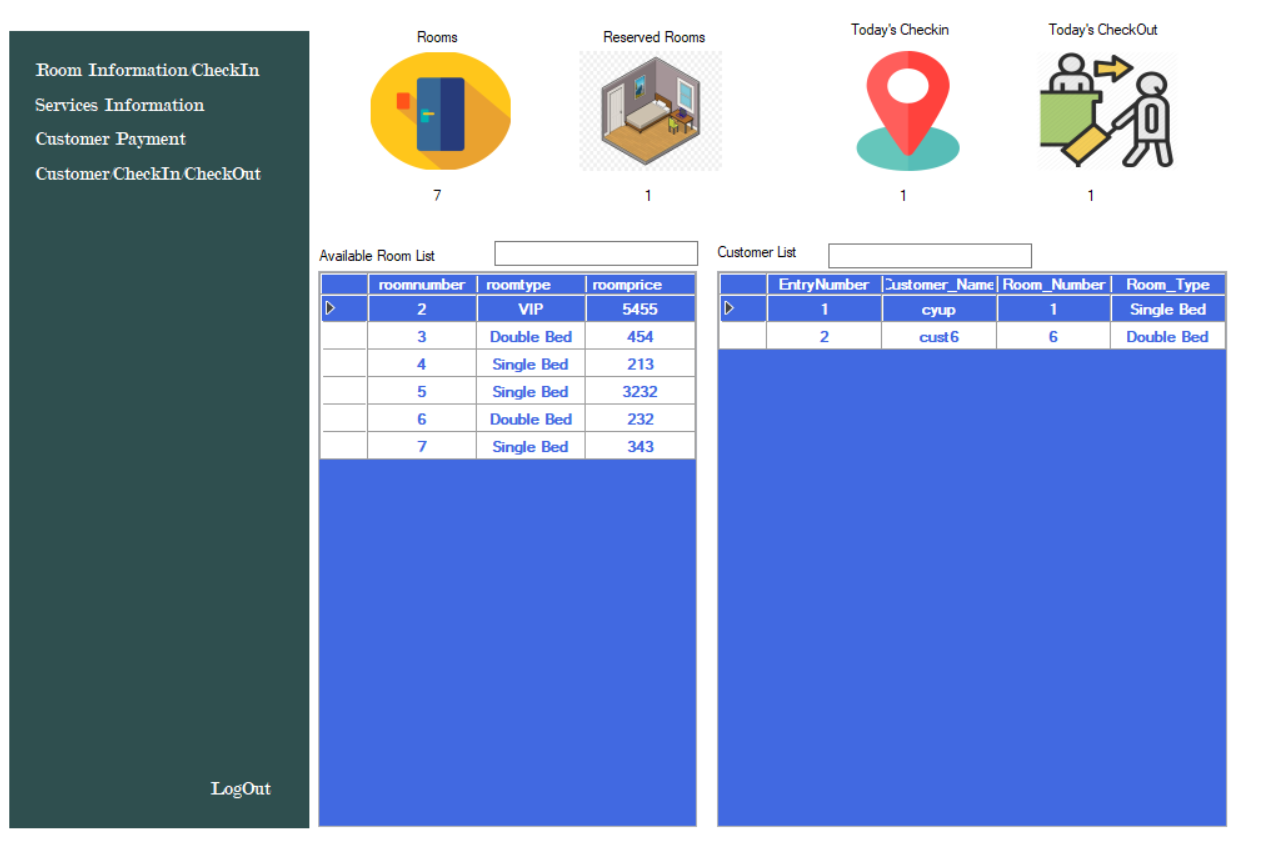 Room Information/CheckIn
Services Information
Customer Payment
Customer/CheckIn/CheckOut
LogOut
Rooms
7
Reserved Rooms
1
Today's Checkin
1
Today's CheckOut
1
Available Room List
roomnumber roomtype roomprice
2 VIP 5455
3 Double Bed 454
4 Single Bed 213
5 Single Bed 3232
6 Double Bed 232
7 Single Bed 343
Customer List
EntryNumber Customer_Name Room_Number Room_Type
1 cyup 1 Single Bed
2 cust6 6 Double Bed